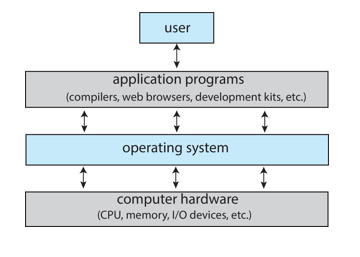 user
application programs
(compilers, web browsers, development kits, etc.)
operating system
computer hardware
(CPU, memory, I/O devices, etc.)